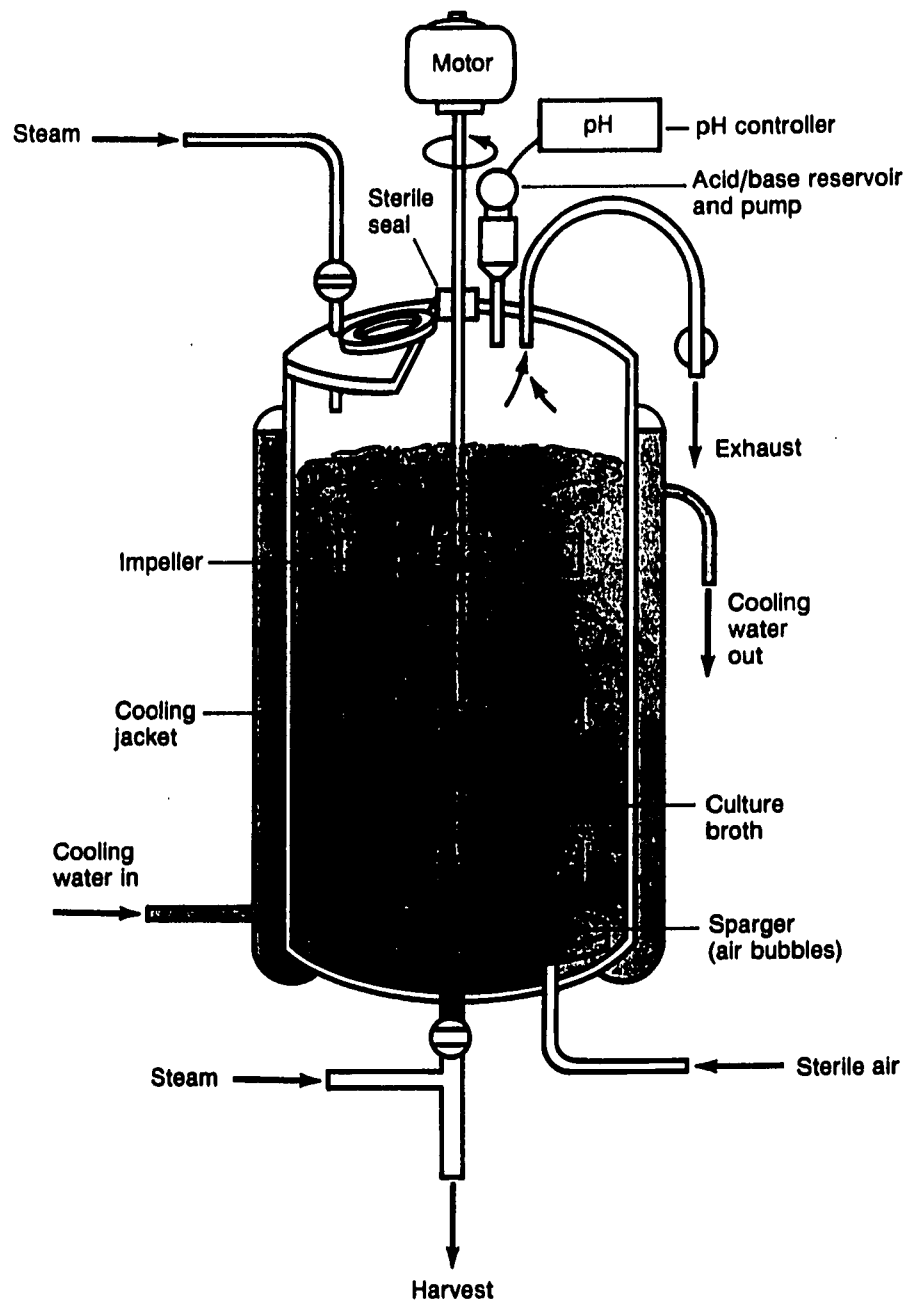 Motor
Steam
pH
pH controller
Acid/base reservoir
and pump
Sterile
seal
Exhaust
Impeller
Cooling
water
out
Cooling
jacket
Culture
broth
Cooling
water in
Sparger
(air bubbles)
Steam
Sterile air
Harvest